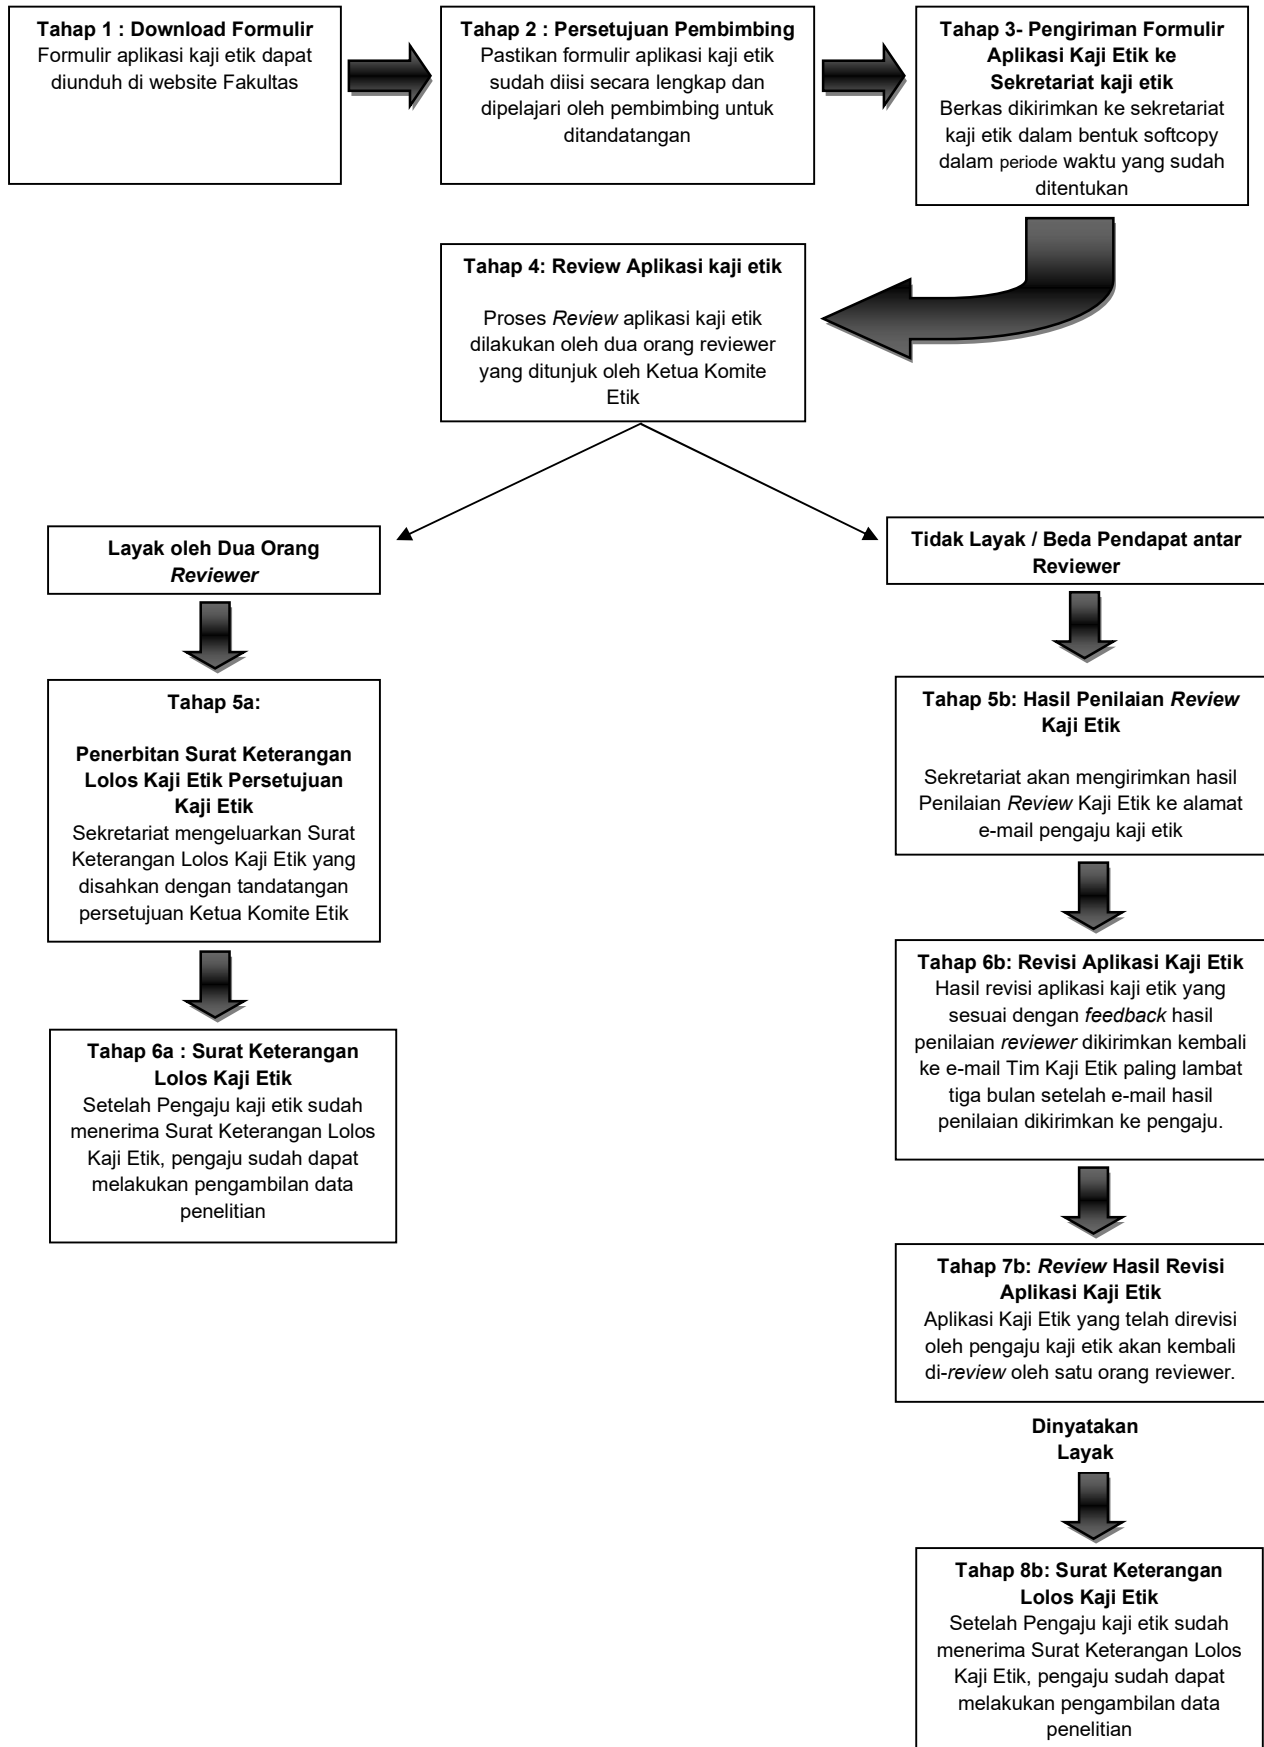 Tahap 1 : Download Formulir
Formulir aplikasi kaji etik dapat
diunduh di website Fakultas
Tahap 2 : Persetujuan Pembimbing
Pastikan formulir aplikasi kaji etik
sudah diisi secara lengkap dan
dipelajari oleh pembimbing untuk
ditandatangan
Tahap 3- Pengiriman Formulir
Aplikasi Kaji Etik ke
Sekretariat kaji etik
Berkas dikirimkan ke sekretariat
kaji etik dalam bentuk softcopy
dalam periode waktu yang sudah
ditentukan
Tahap 4: Review Aplikasi kaji etik
Proses Review aplikasi kaji etik
dilakukan oleh dua orang reviewer
yang ditunjuk oleh Ketua Komite
Etik
Layak oleh Dua Orang
Reviewer
Tahap 5a:
Penerbitan Surat Keterangan
Lolos Kaji Etik Persetujuan
Kaji Etik
Sekretariat mengeluarkan Surat
Keterangan Lolos Kaji Etik yang
disahkan dengan tandatangan
persetujuan Ketua Komite Etik
Tahap 6a : Surat Keterangan
Lolos Kaji Etik
Setelah Pengaju kaji etik sudah
menerima Surat Keterangan Lolos
Kaji Etik, pengaju sudah dapat
melakukan pengambilan data
penelitian
Tidak Layak / Beda Pendapat antar
Reviewer
Tahap 5b: Hasil Penilaian Review
Kaji Etik
Sekretariat akan mengirimkan hasil
Penilaian Review Kaji Etik ke alamat
e-mail pengaju kaji etik
Tahap 6b: Revisi Aplikasi Kaji Etik
Hasil revisi aplikasi kaji etik yang
sesuai dengan feedback hasil
penilaian reviewer dikirimkan kembali
ke e-mail Tim Kaji Etik paling lambat
tiga bulan setelah e-mail hasil
penilaian dikirimkan ke pengaju.
Tahap 7b: Review Hasil Revisi
Aplikasi Kaji Etik
Aplikasi Kaji Etik yang telah direvisi
oleh pengaju kaji etik akan kembali
di-review oleh satu orang reviewer.
Dinyatakan
Layak
Tahap 8b: Surat Keterangan
Lolos Kaji Etik
Setelah Pengaju kaji etik sudah
menerima Surat Keterangan Lolos
Kaji Etik, pengaju sudah dapat
melakukan pengambilan data
penelitian